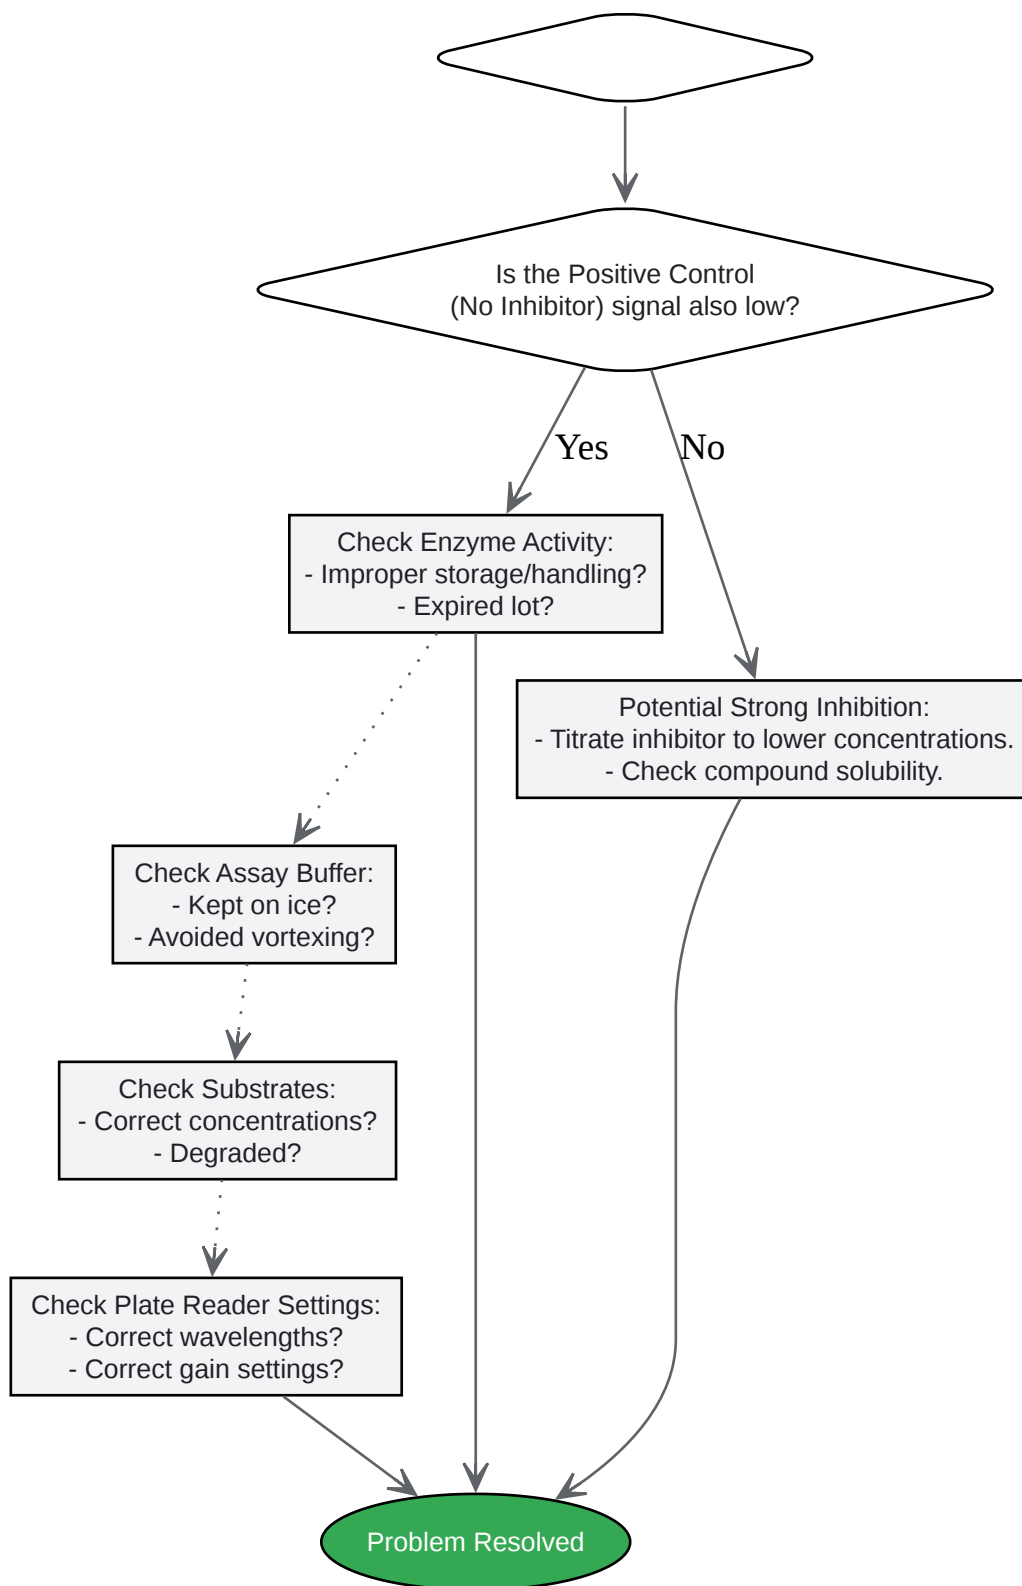 Is the Positive Control
(No Inhibitor) signal also low?
Yes
No
Check Enzyme Activity:
- Improper storage/handling?
- Expired lot?
Potential Strong Inhibition:
- Titrate inhibitor to lower concentrations.
- Check compound solubility.
Check Assay Buffer:
- Kept on ice?
- Avoided vortexing?
Check Substrates:
- Correct concentrations?
- Degraded?
Check Plate Reader Settings:
- Correct wavelengths?
- Correct gain settings?
Problem Resolved